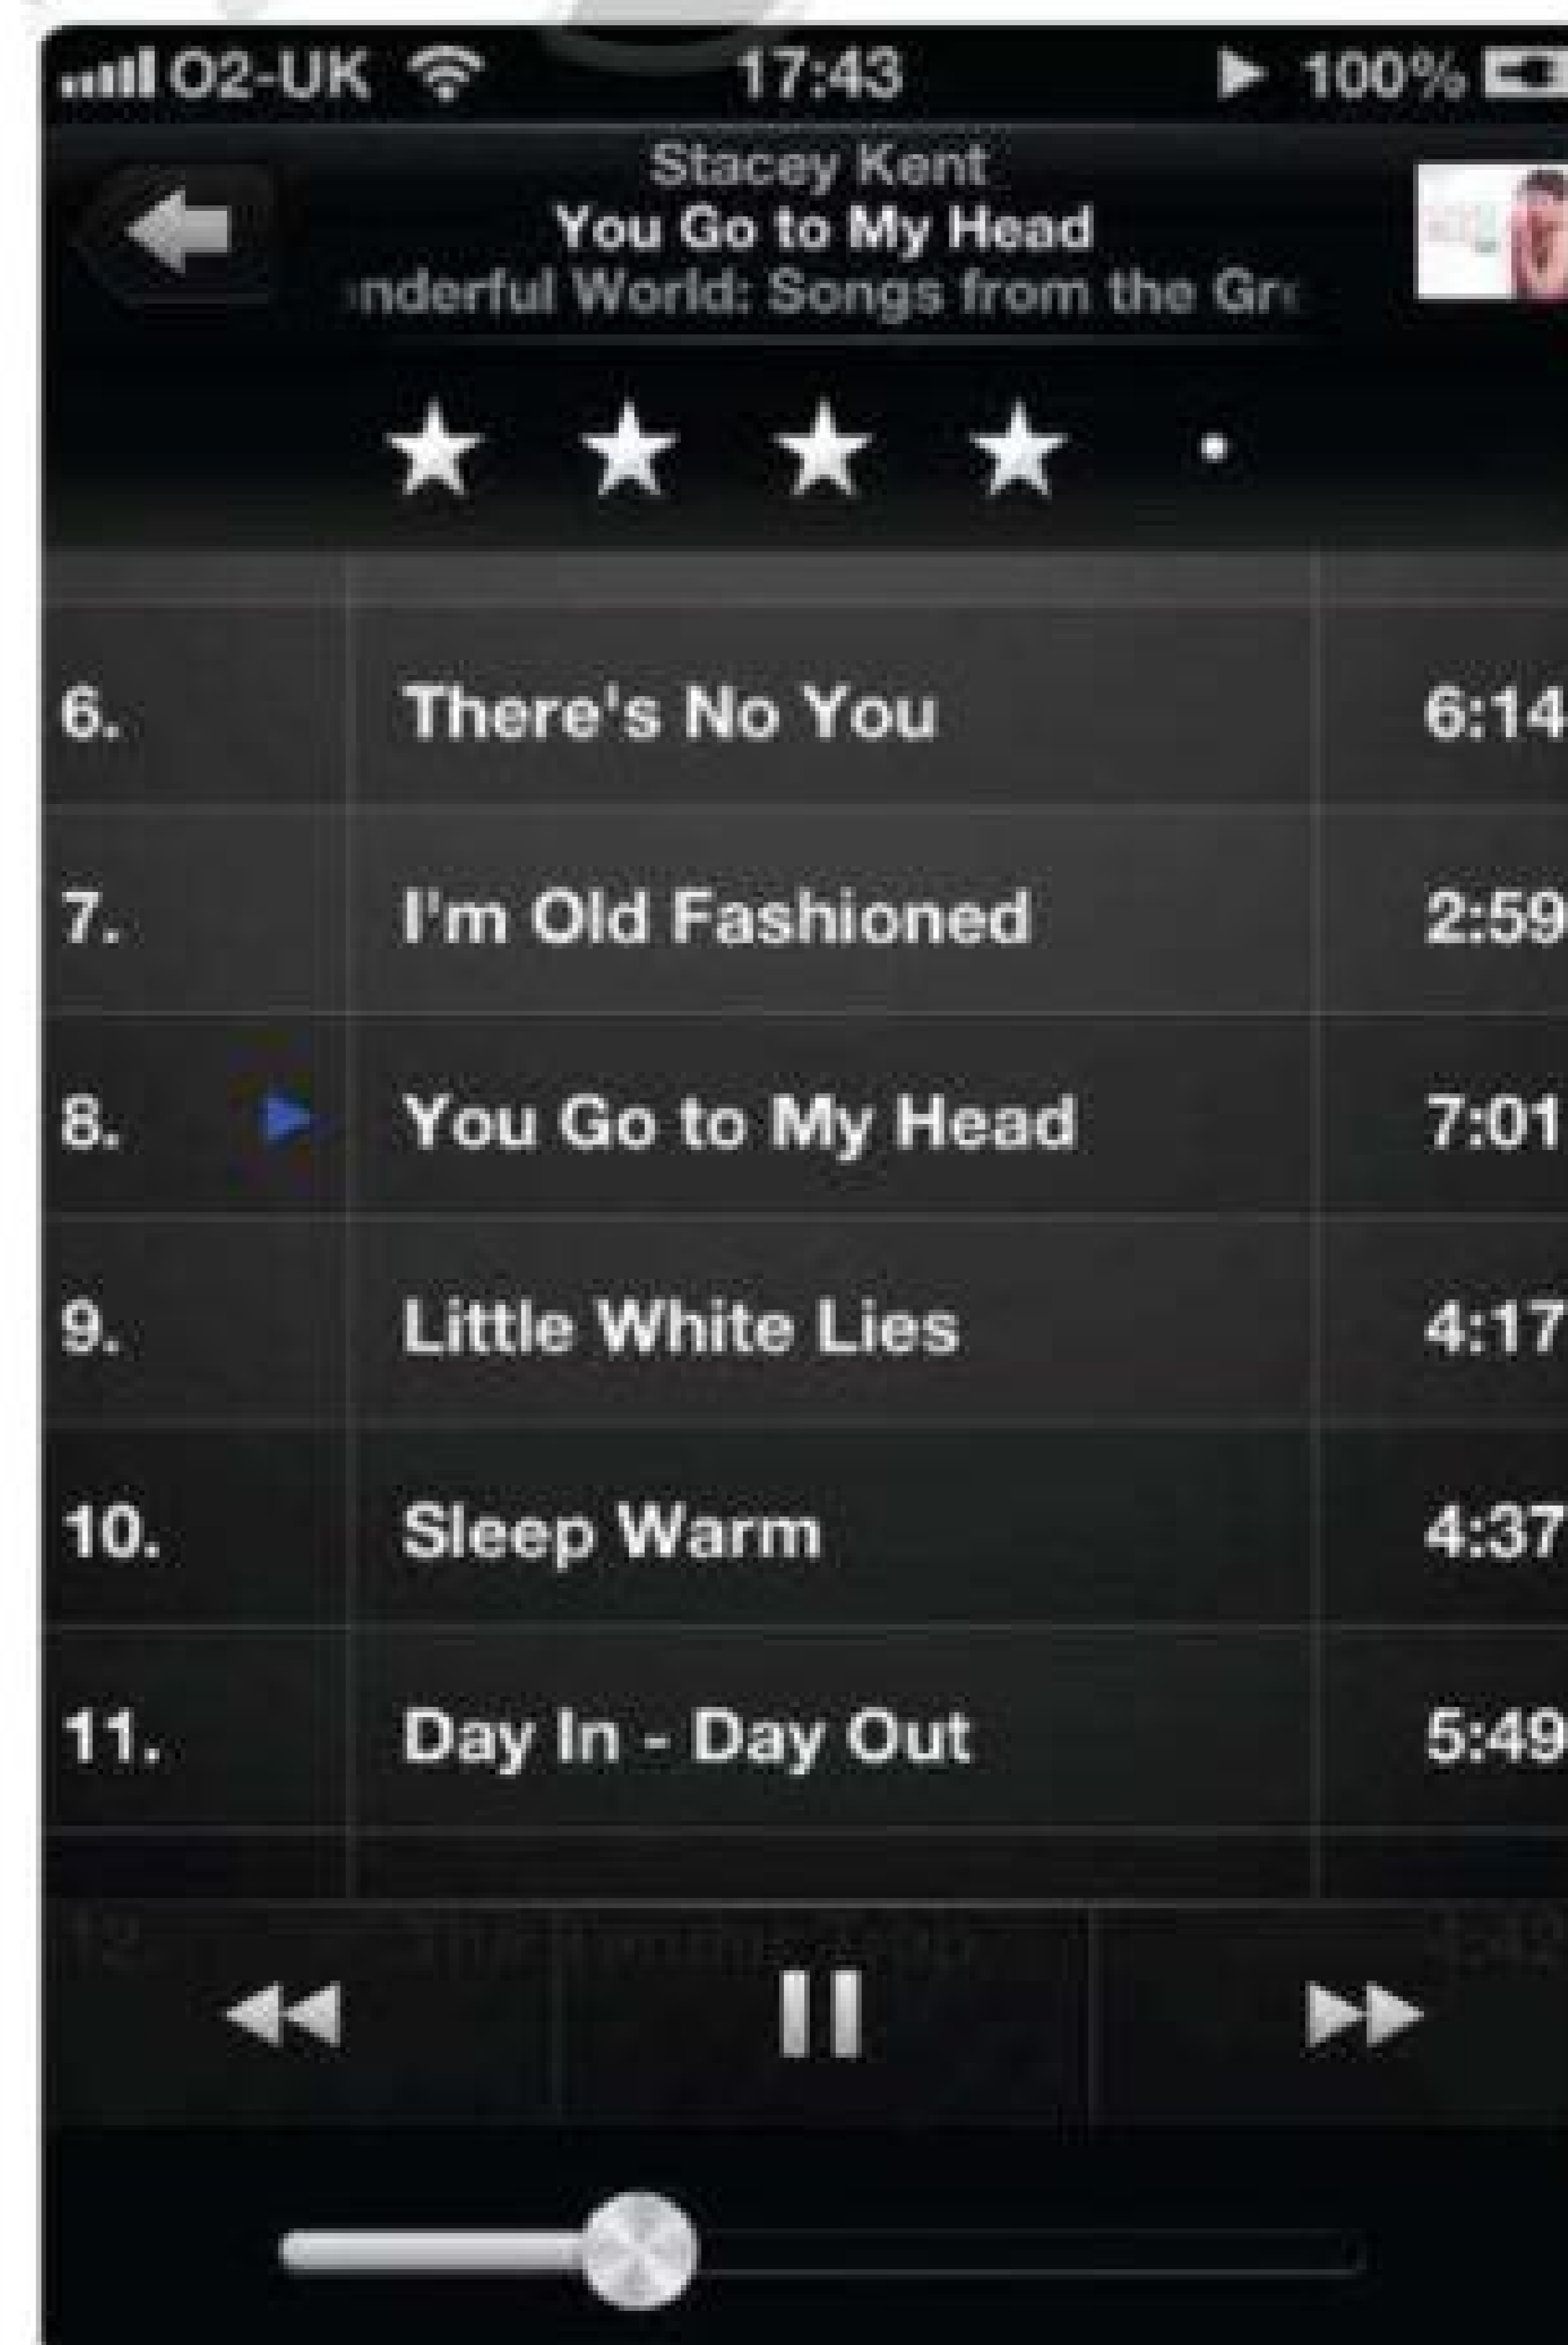 O2-UK 17:43 100%
Stacey Kent
You Go to My Head
nderful World: Songs from the Gr
6. There's No You 6:14
7. I'm Old Fashioned 2:59
8. You Go to My Head 7:01
9. Little White Lies 4:17
10. Sleep Warm 4:37
11. Day In - Day Out 5:49